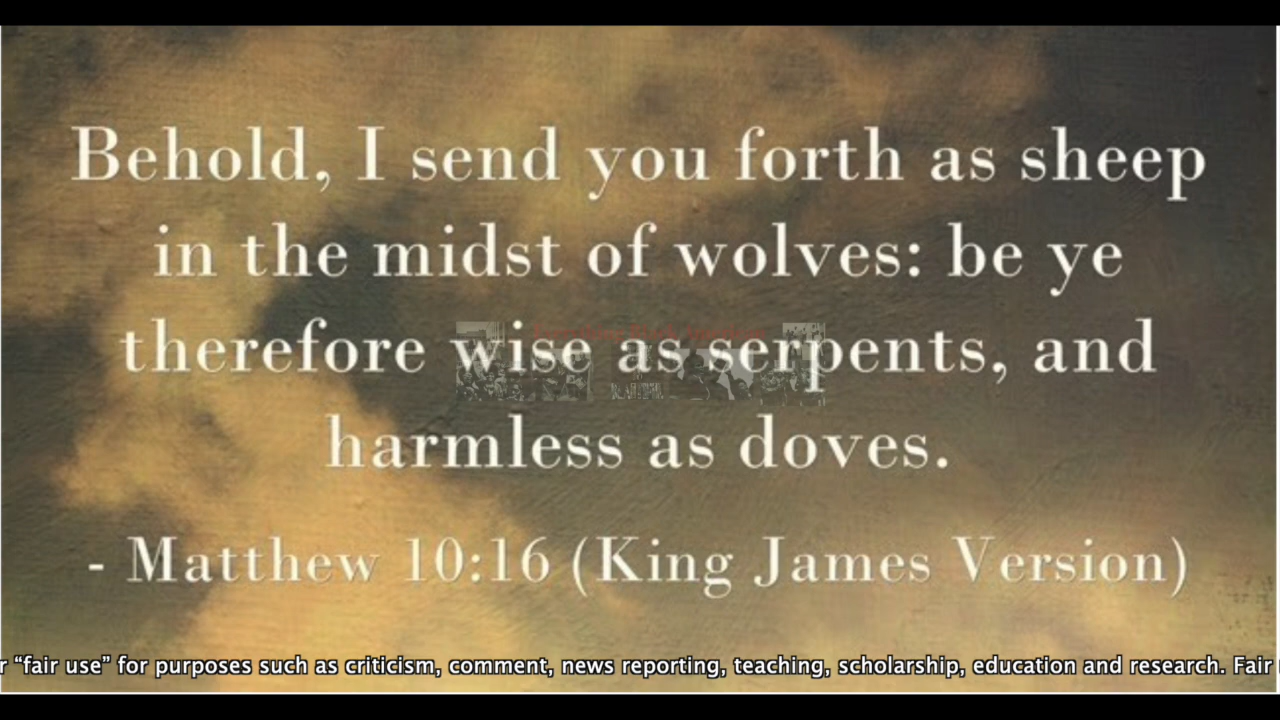 Behold, I send you forth as sheep
in the midst of wolves: be ye
therefore wise as serpents, and
harmless as doves.
- Matthew 10:16 (King James Version)
r “fair use” for purposes such as criticism, comment, news reporting, teaching, scholarship, education and research. Fair